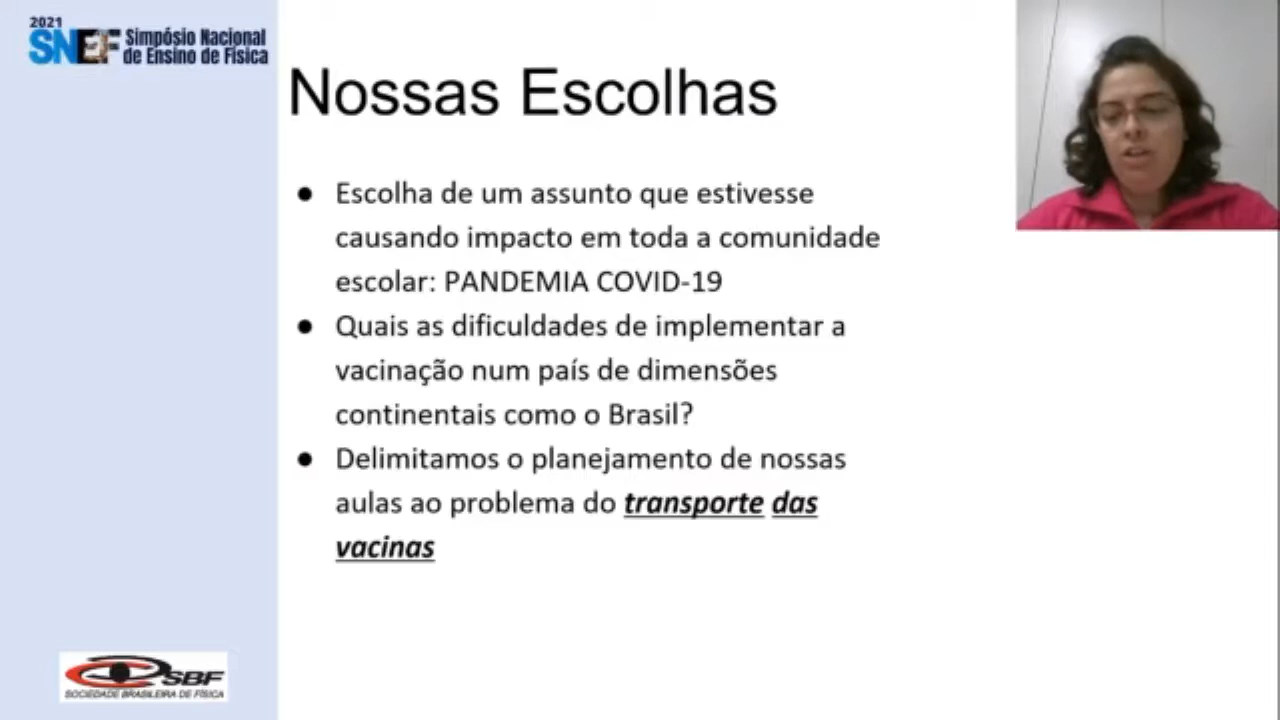 2021
SNEF Simpósio Nacional
de Ensino de Física
Nossas Escolhas
● Escolha de um assunto que estivesse
causando impacto em toda a comunidade
escolar: PANDEMIA COVID-19
● Quais as dificuldades de implementar a
vacinação num país de dimensões
continentais como o Brasil?
● Delimitamos o planejamento de nossas
aulas ao problema do transporte das
vacinas
SBF
SOCIEDADE BRASILEIRA DE FÍSICA